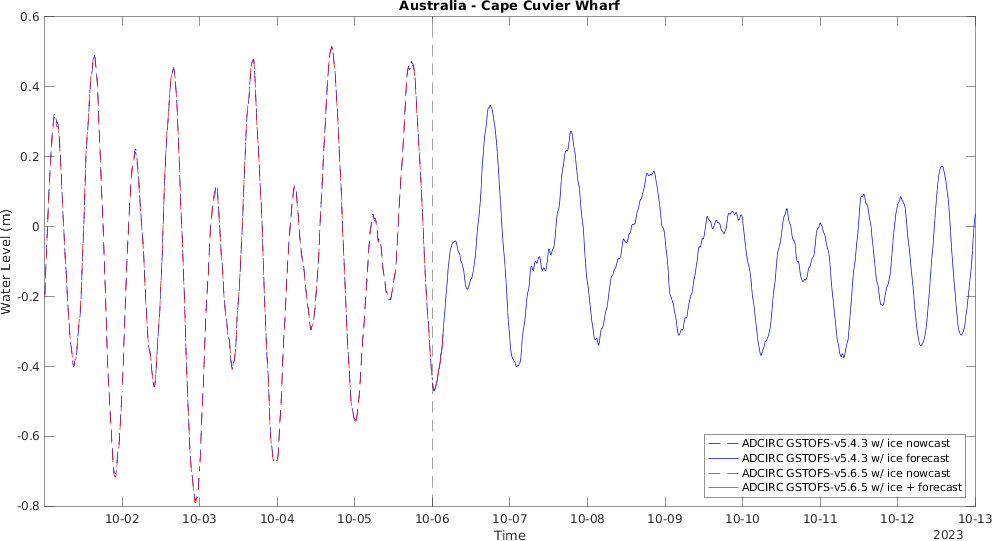 Australia - Cape Cuvier Wharf
0.6
0.4
0.2
0
-0.2
-0.4
-0.6
-0.8
Water Level (m)
ADCIRC GSTOFS-v5.4.3 w/ ice nowcast
ADCIRC GSTOFS-v5.4.3 w/ ice forecast
ADCIRC GSTOFS-v5.6.5 w/ ice nowcast
ADCIRC GSTOFS-v5.6.5 w/ ice + forecast
10-02 10-03 10-04 10-05 10-06 10-07 10-08 10-09 10-10 10-11 10-12 10-13
Time
2023